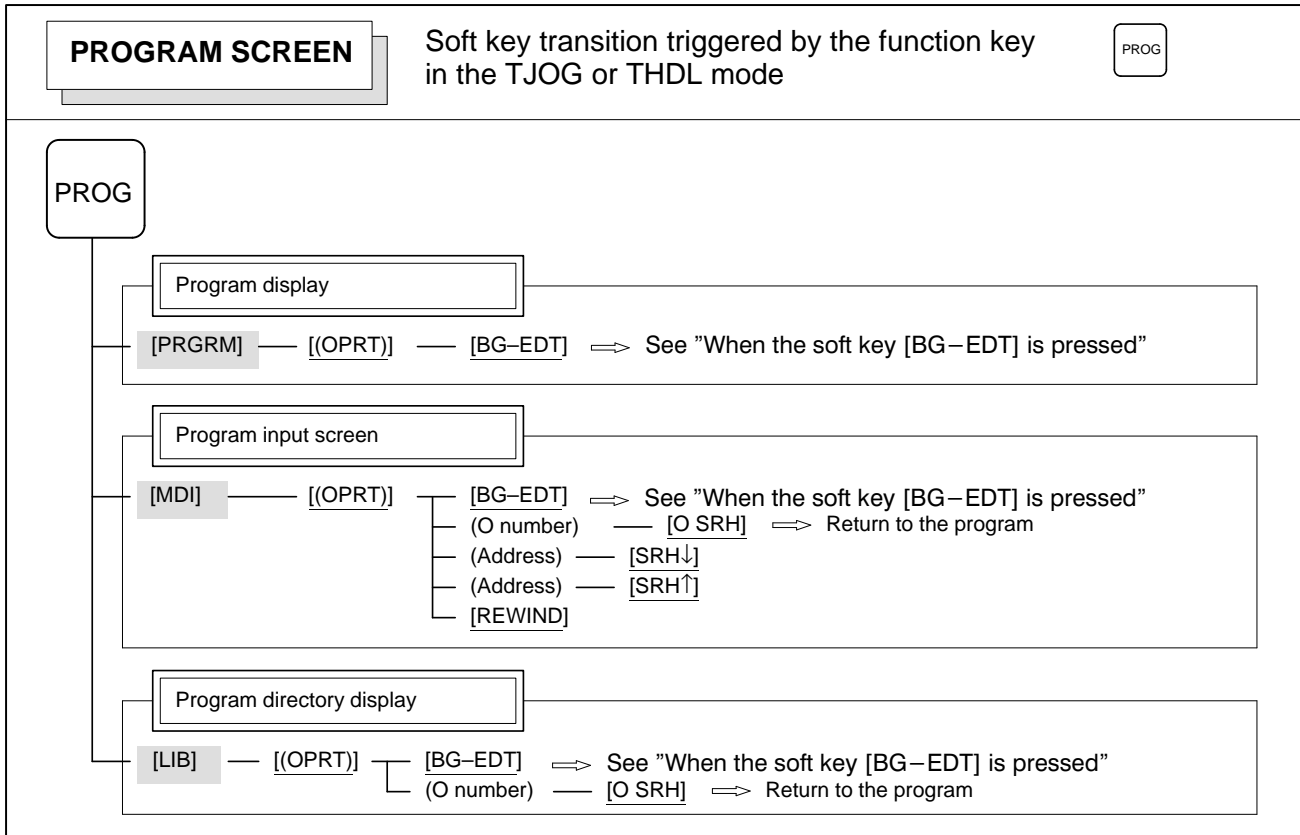 PROGRAM SCREEN
Soft key transition triggered by the function key
in the TJOG or THDL mode
PROG
PROG
Program display
[PRGRM] [(OPRT)] [BG–EDT] See ”When the soft key [BG−EDT] is pressed”
Program input screen
[MDI] [(OPRT)] [BG–EDT] See ”When the soft key [BG−EDT] is pressed”
(O number) [O SRH] Return to the program
(Address) [SRH↓]
(Address) [SRH↑]
[REWIND]
Program directory display
[LIB] [(OPRT)] [BG–EDT] See ”When the soft key [BG−EDT] is pressed”
(O number) [O SRH] Return to the program